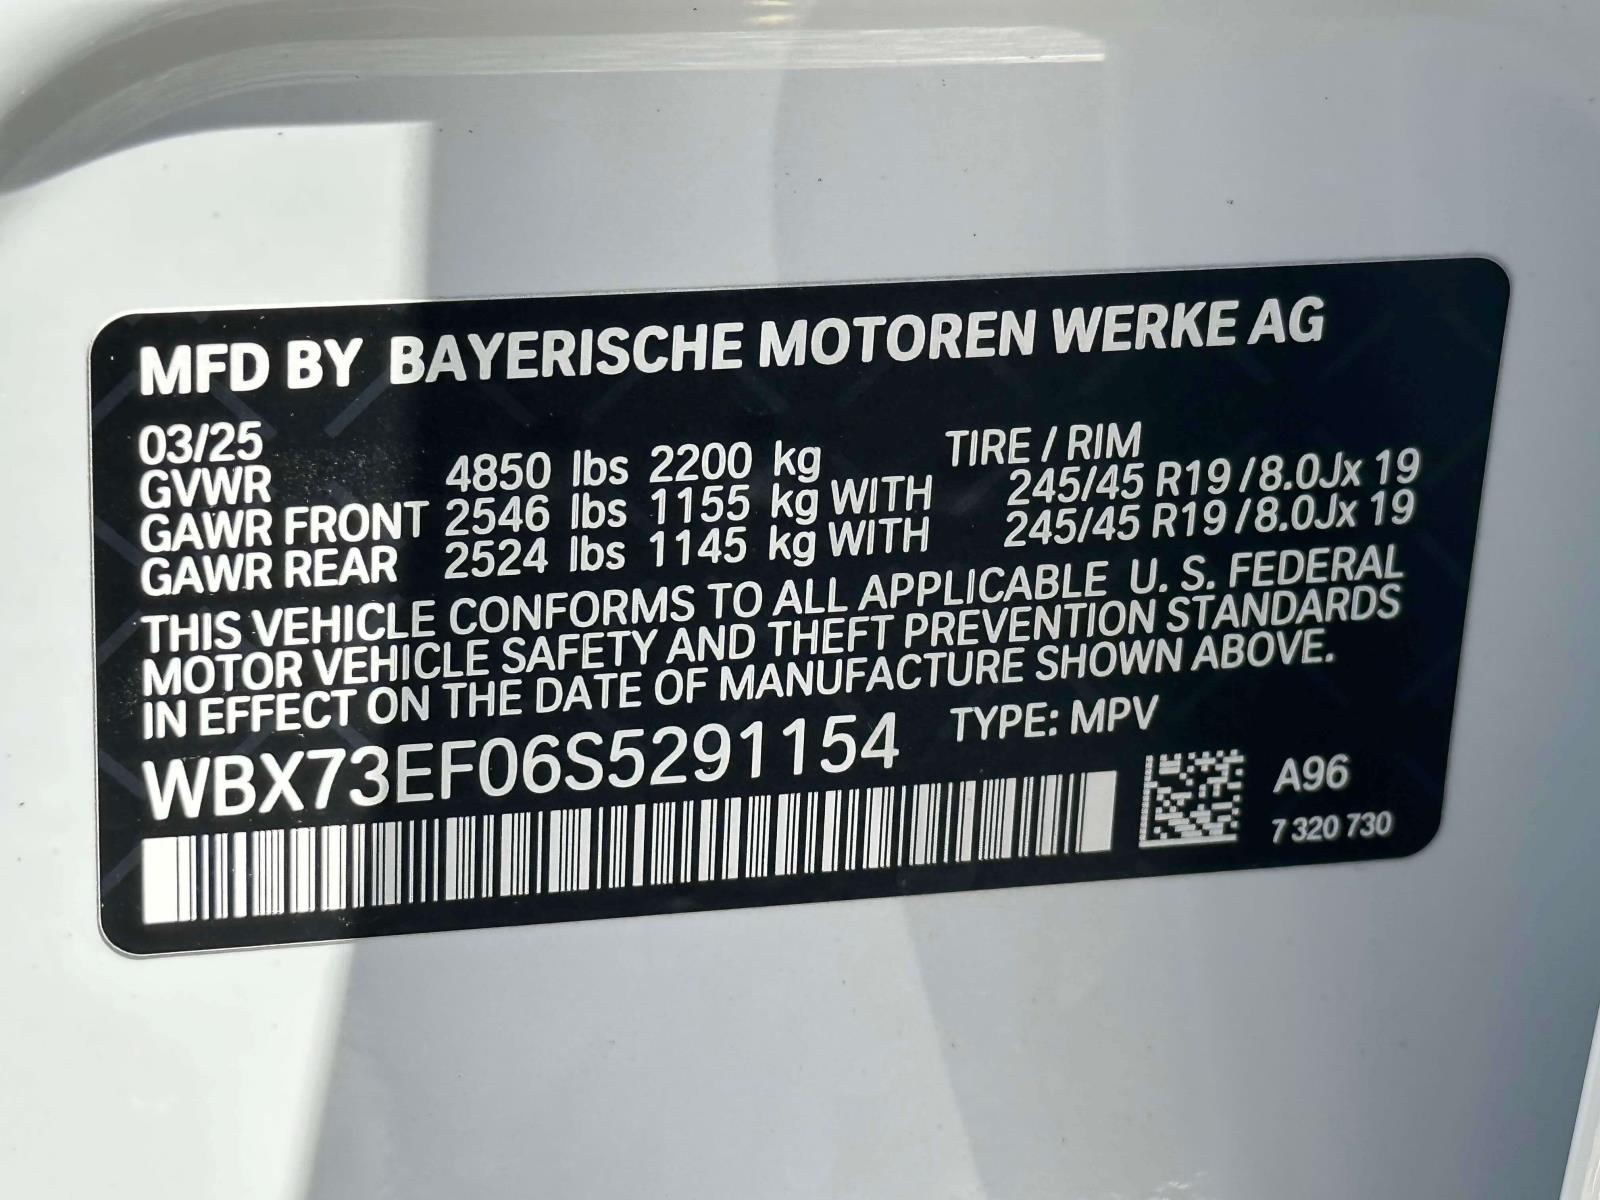 MFD BY BAYERISCHE MOTOREN WERKE AG
03/25 TIRE / RIM
GVWR 4850 lbs 2200 kg
GAWR FRONT 2546 lbs 1155 kg WITH 245/45 R19 /8.0Jx 19
GAWR REAR 2524 lbs 1145 kg WITH 245/45 R19 /8.0Jx 19
THIS VEHICLE CONFORMS TO ALL APPLICABLE U. S. FEDERAL
MOTOR VEHICLE SAFETY AND THEFT PREVENTION STANDARDS
IN EFFECT ON THE DATE OF MANUFACTURE SHOWN ABOVE.
WBX73EF06S5291154 TYPE: MPV
A96
7 320 730